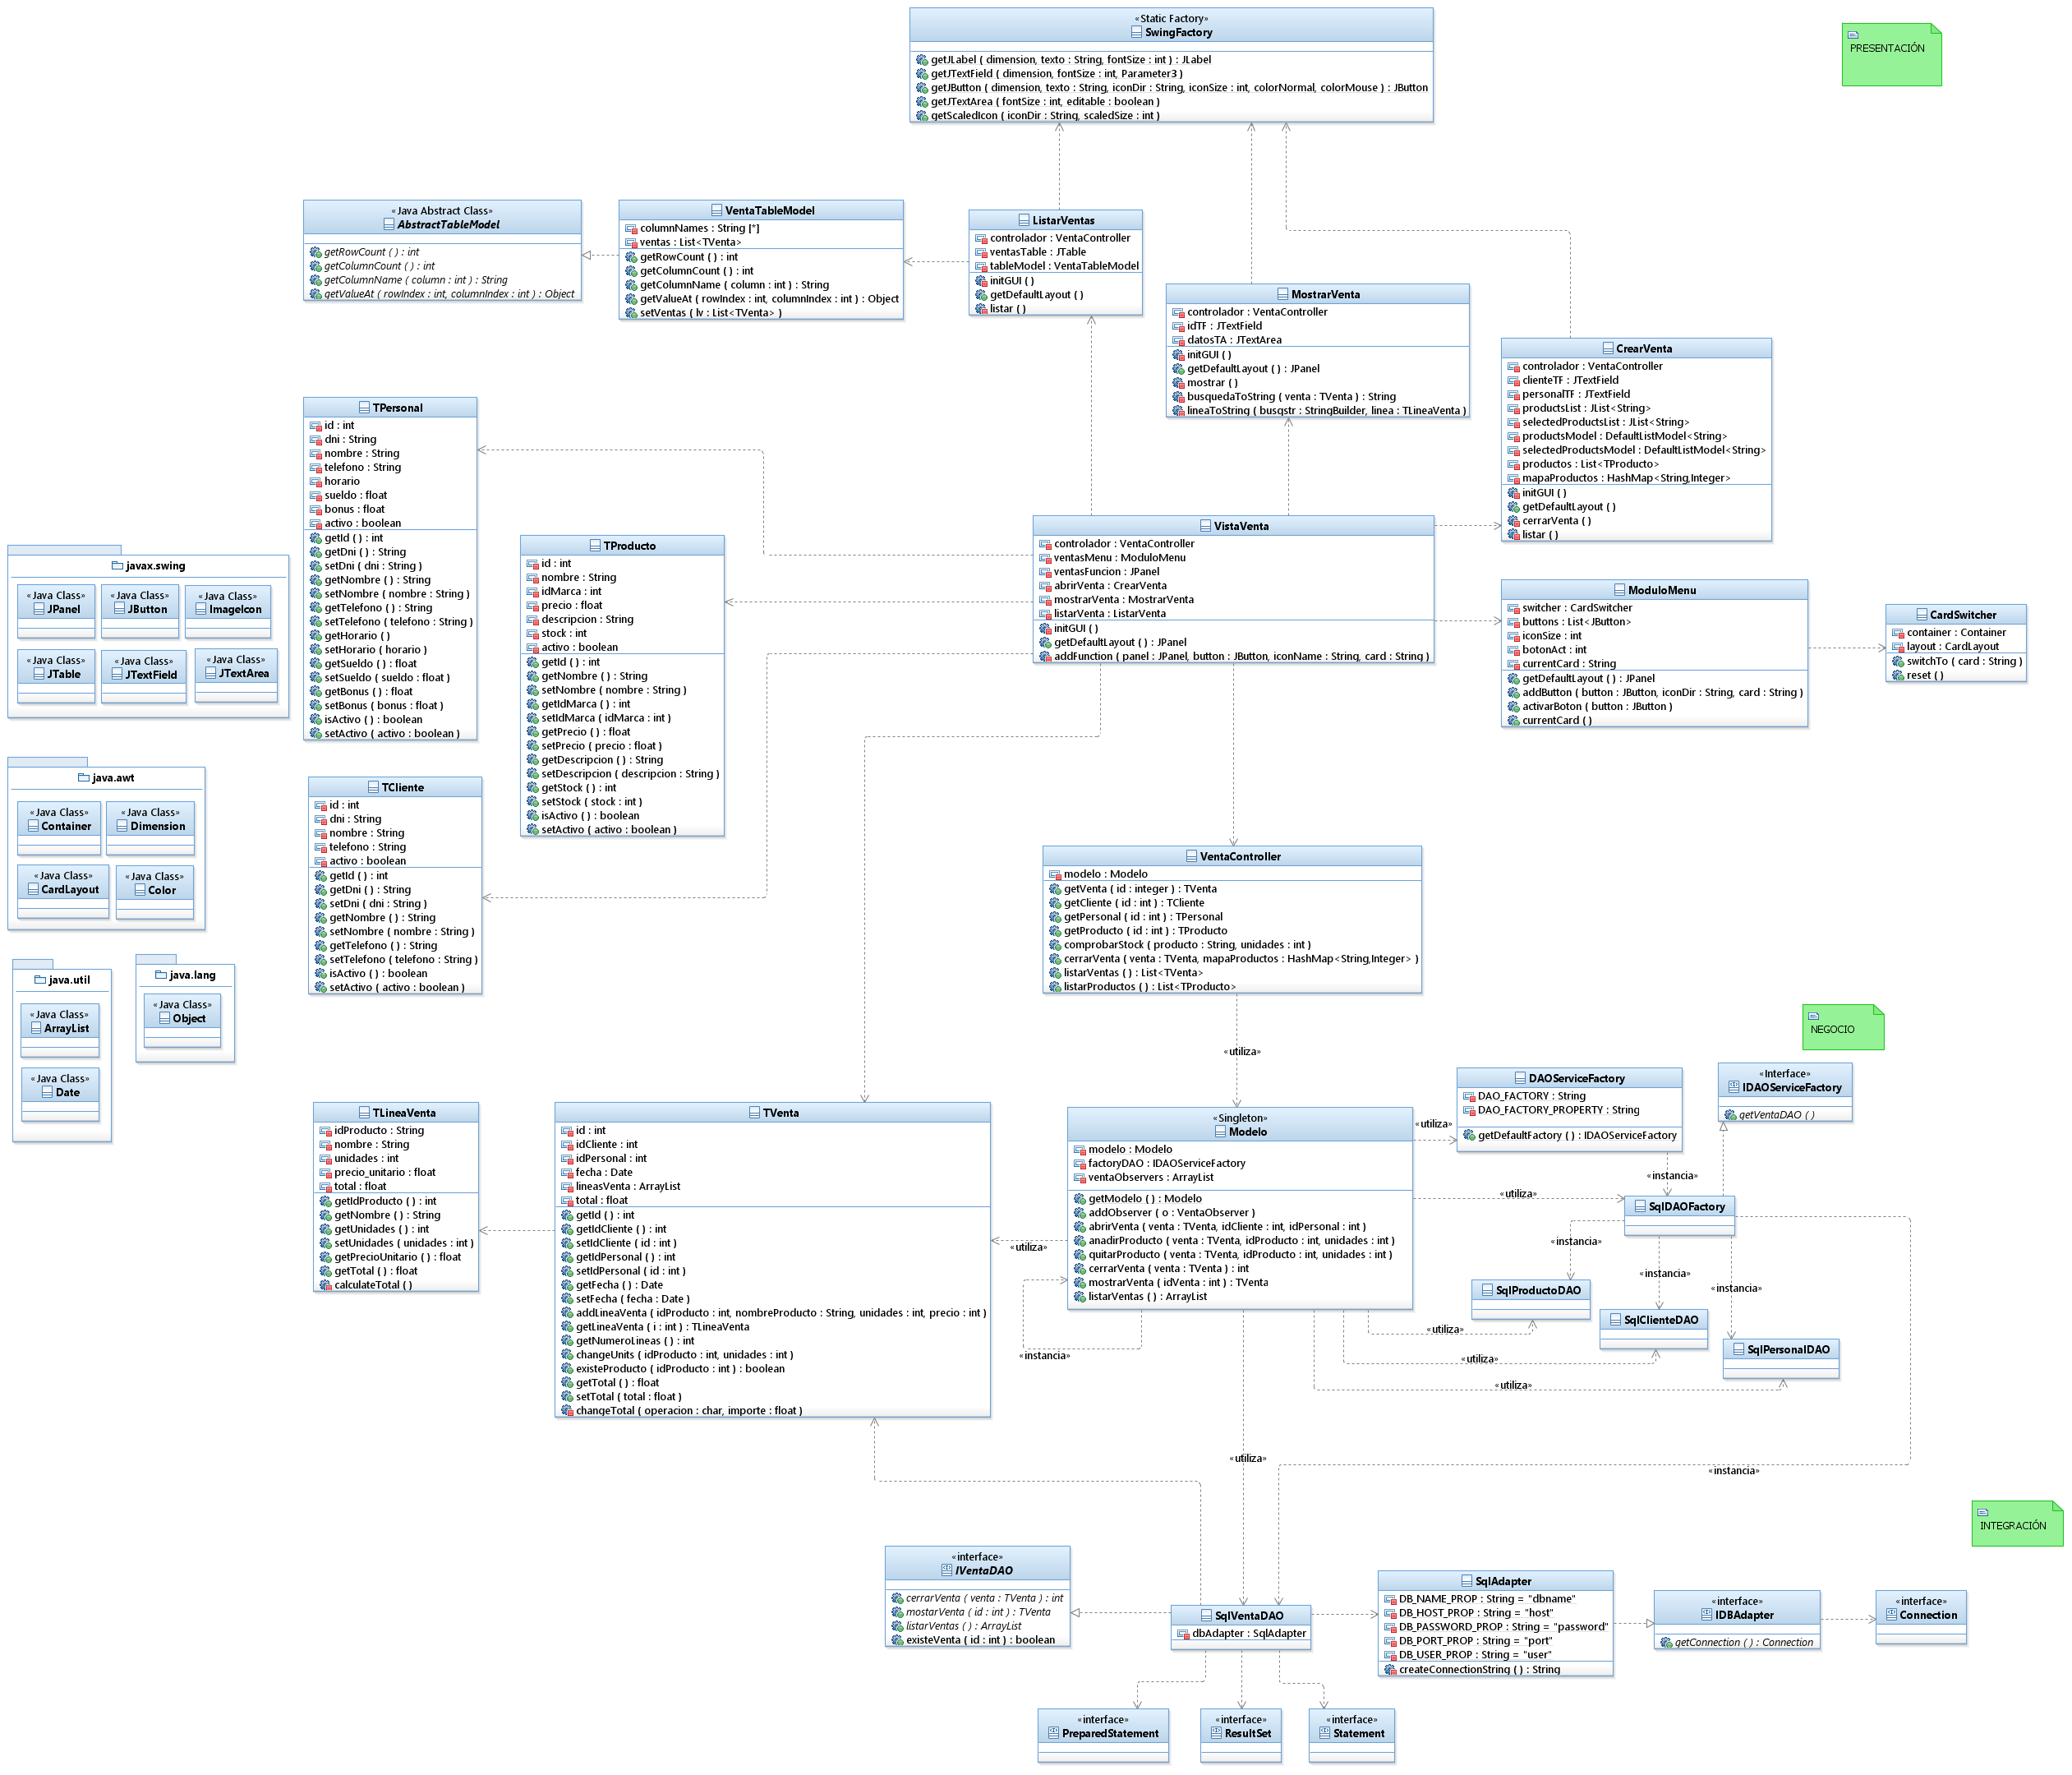 «Static Factory»
SwingFactory
getJLabel ( dimension, texto : String, fontSize : int ) : JLabel
getJTextField ( dimension, fontSize : int, Parameter3 )
getJButton ( dimension, texto : String, iconDir : String, iconSize : int, colorNormal, colorMouse ) : JButton
getJTextArea ( fontSize : int, editable : boolean )
getScaledIcon ( iconDir : String, scaledSize : int )
PRESENTACIÓN
«Java Abstract Class»
AbstractTableModel
getRowCount ( ) : int
getColumnCount ( ) : int
getColumnName ( column : int ) : String
getValueAt ( rowIndex : int, columnIndex : int ) : Object
VentaTableModel
columnNames : String [*]
ventas : List<TVenta>
getRowCount ( ) : int
getColumnCount ( ) : int
getColumnName ( column : int ) : String
getValueAt ( rowIndex : int, columnIndex : int ) : Object
setVentas ( lv : List<TVenta> )
ListarVentas
controlador : VentaController
ventasTable : JTable
tableModel : VentaTableModel
initGUI ( )
getDefaultLayout ( )
listar ( )
MostrarVenta
controlador : VentaController
idTF : JTextField
datosTA : JTextArea
initGUI ( )
getDefaultLayout ( ) : JPanel
mostrar ( )
busquedaToString ( venta : TVenta ) : String
lineaToString ( busqstr : StringBuilder, linea : TLineaVenta )
CrearVenta
controlador : VentaController
clienteTF : JTextField
personalTF : JTextField
productsList : JList<String>
selectedProductsList : JList<String>
productsModel : DefaultListModel<String>
selectedProductsModel : DefaultListModel<String>
productos : List<TProducto>
mapaProductos : HashMap<String,Integer>
initGUI ( )
getDefaultLayout ( )
cerrarVenta ( )
listar ( )
TPersonal
id : int
dni : String
nombre : String
telefono : String
horario
sueldo : float
bonus : float
activo : boolean
getId ( ) : int
getDni ( ) : String
setDni ( dni : String )
getNombre ( ) : String
setNombre ( nombre : String )
getTelefono ( ) : String
setTelefono ( telefono : String )
getHorario ( )
setHorario ( horario )
getSueldo ( ) : float
setSueldo ( sueldo : float )
getBonus ( ) : float
setBonus ( bonus : float )
isActivo ( ) : boolean
setActivo ( activo : boolean )
TProducto
id : int
nombre : String
idMarca : int
precio : float
descripcion : String
stock : int
activo : boolean
getId ( ) : int
getNombre ( ) : String
setNombre ( nombre : String )
getIdMarca ( ) : int
setIdMarca ( idMarca : int )
getPrecio ( ) : float
setPrecio ( precio : float )
getDescripcion ( ) : String
setDescripcion ( descripcion : String )
getStock ( ) : int
setStock ( stock : int )
isActivo ( ) : boolean
setActivo ( activo : boolean )
VistaVenta
controlador : VentaController
ventasMenu : ModuloMenu
ventasFuncion : JPanel
abrirVenta : CrearVenta
mostrarVenta : MostrarVenta
listarVenta : ListarVenta
initGUI ( )
getDefaultLayout ( ) : JPanel
addFunction ( panel : JPanel, button : JButton, iconName : String, card : String )
ModuloMenu
switcher : CardSwitcher
buttons : List<JButton>
iconSize : int
botonAct : int
currentCard : String
getDefaultLayout ( ) : JPanel
addButton ( button : JButton, iconDir : String, card : String )
activarBoton ( button : JButton )
currentCard ( )
CardSwitcher
container : Container
layout : CardLayout
switchTo ( card : String )
reset ( )
javax.swing
«Java Class»
JPanel
«Java Class»
JButton
«Java Class»
ImageIcon
«Java Class»
JTable
«Java Class»
JTextField
«Java Class»
JTextArea
java.awt
«Java Class»
Container
«Java Class»
Dimension
«Java Class»
CardLayout
«Java Class»
Color
java.util
«Java Class»
ArrayList
«Java Class»
Date
java.lang
«Java Class»
Object
TCliente
id : int
dni : String
nombre : String
telefono : String
activo : boolean
getId ( ) : int
getDni ( ) : String
setDni ( dni : String )
getNombre ( ) : String
setNombre ( nombre : String )
getTelefono ( ) : String
setTelefono ( telefono : String )
isActivo ( ) : boolean
setActivo ( activo : boolean )
VentaController
modelo : Modelo
getVenta ( id : integer ) : TVenta
getCliente ( id : int ) : TCliente
getPersonal ( id : int ) : TPersonal
getProducto ( id : int ) : TProducto
comprobarStock ( producto : String, unidades : int )
cerrarVenta ( venta : TVenta, mapaProductos : HashMap<String,Integer> )
listarVentas ( ) : List<TVenta>
listarProductos ( ) : List<TProducto>
«utiliza»
NEGOCIO
TLineaVenta
idProducto : String
nombre : String
unidades : int
precio_unitario : float
total : float
getIdProducto ( ) : int
getNombre ( ) : String
getUnidades ( ) : int
setUnidades ( unidades : int )
getPrecioUnitario ( ) : float
getTotal ( ) : float
calculateTotal ( )
TVenta
id : int
idCliente : int
idPersonal : int
fecha : Date
lineasVenta : ArrayList
total : float
getId ( ) : int
getIdCliente ( ) : int
setIdCliente ( id : int )
getIdPersonal ( ) : int
setIdPersonal ( id : int )
getFecha ( ) : Date
setFecha ( fecha : Date )
addLineaVenta ( idProducto : int, nombreProducto : String, unidades : int, precio : int )
getLineaVenta ( i : int ) : TLineaVenta
getNumeroLineas ( ) : int
changeUnits ( idProducto : int, unidades : int )
existeProducto ( idProducto : int ) : boolean
getTotal ( ) : float
setTotal ( total : float )
changeTotal ( operacion : char, importe : float )
«utiliza»
«Singleton»
Modelo
modelo : Modelo
factoryDAO : IDAOServiceFactory
ventaObservers : ArrayList
getModelo ( ) : Modelo
addObserver ( o : VentaObserver )
abrirVenta ( venta : TVenta, idCliente : int, idPersonal : int )
anadirProducto ( venta : TVenta, idProducto : int, unidades : int )
quitarProducto ( venta : TVenta, idProducto : int, unidades : int )
cerrarVenta ( venta : TVenta ) : int
mostrarVenta ( idVenta : int ) : TVenta
listarVentas ( ) : ArrayList
«instancia»
«utiliza»
DAOServiceFactory
DAO_FACTORY : String
DAO_FACTORY_PROPERTY : String
getDefaultFactory ( ) : IDAOServiceFactory
«Interface»
IDAOServiceFactory
getVentaDAO ( )
«instancia»
«utiliza»
SqlDAOFactory
«instancia»
«instancia»
«instancia»
SqlProductoDAO
SqlClienteDAO
SqlPersonalDAO
«utiliza»
«utiliza»
«utiliza»
«utiliza»
«instancia»
INTEGRACIÓN
«interface»
IVentaDAO
cerrarVenta ( venta : TVenta ) : int
mostarVenta ( id : int ) : TVenta
listarVentas ( ) : ArrayList
existeVenta ( id : int ) : boolean
SqlVentaDAO
dbAdapter : SqlAdapter
SqlAdapter
DB_NAME_PROP : String = "dbname"
DB_HOST_PROP : String = "host"
DB_PASSWORD_PROP : String = "password"
DB_PORT_PROP : String = "port"
DB_USER_PROP : String = "user"
createConnectionString ( ) : String
«interface»
IDBAdapter
getConnection ( ) : Connection
«interface»
Connection
«interface»
PreparedStatement
«interface»
ResultSet
«interface»
Statement